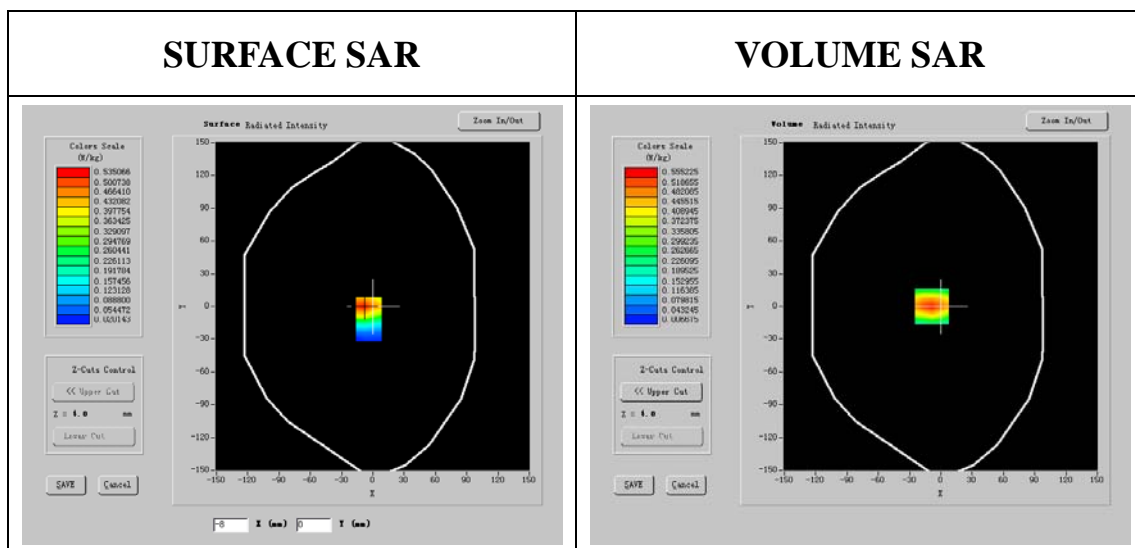 SURFACE SAR
VOLUME SAR
Surface Radiated Intensity
Zoom In/Out
Colors Scale
(W/kg)
0.535066
0.500738
0.466410
0.432082
0.397754
0.363425
0.329097
0.294769
0.260441
0.226113
0.191784
0.157456
0.123128
0.088800
0.054472
0.020143
150
90
60
30
0
-30
-60
-90
-120
-150
Y
-150 -120 -90 -60 -30 0 30 60 90 120 150
X
Z-Cuts Control
<< Upper Cut
Z = 4.0 mm
Lower Cut
SAVE Cancel
-8 X (mm) 0 Y (mm)
Volume Radiated Intensity
Zoom In/Out
Colors Scale
(W/kg)
0.555225
0.518655
0.482085
0.445515
0.408945
0.372375
0.335805
0.299235
0.262665
0.226095
0.189525
0.152955
0.116385
0.079815
0.043245
0.006675
150
90
60
30
0
-30
-60
-90
-120
-150
Y
-150 -120 -90 -60 -30 0 30 60 90 120 150
X
Z-Cuts Control
<< Upper Cut
Z = 4.0 mm
Lower Cut
SAVE Cancel